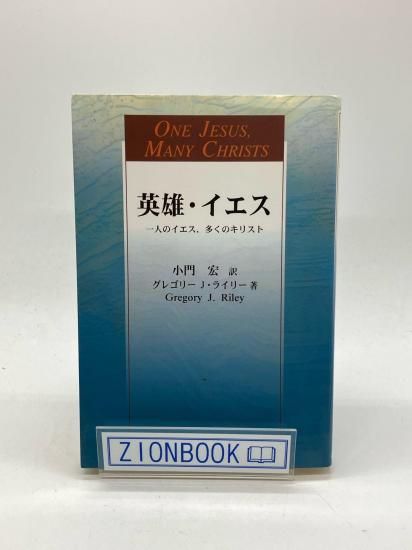 ONE JESUS,
MANY CHRISTS
英雄・イエス
一人のイエス，多くのキリスト
小門 宏 訳
グレゴリー J・ライリー 著
Gregory J. Riley
ZIONBOOK